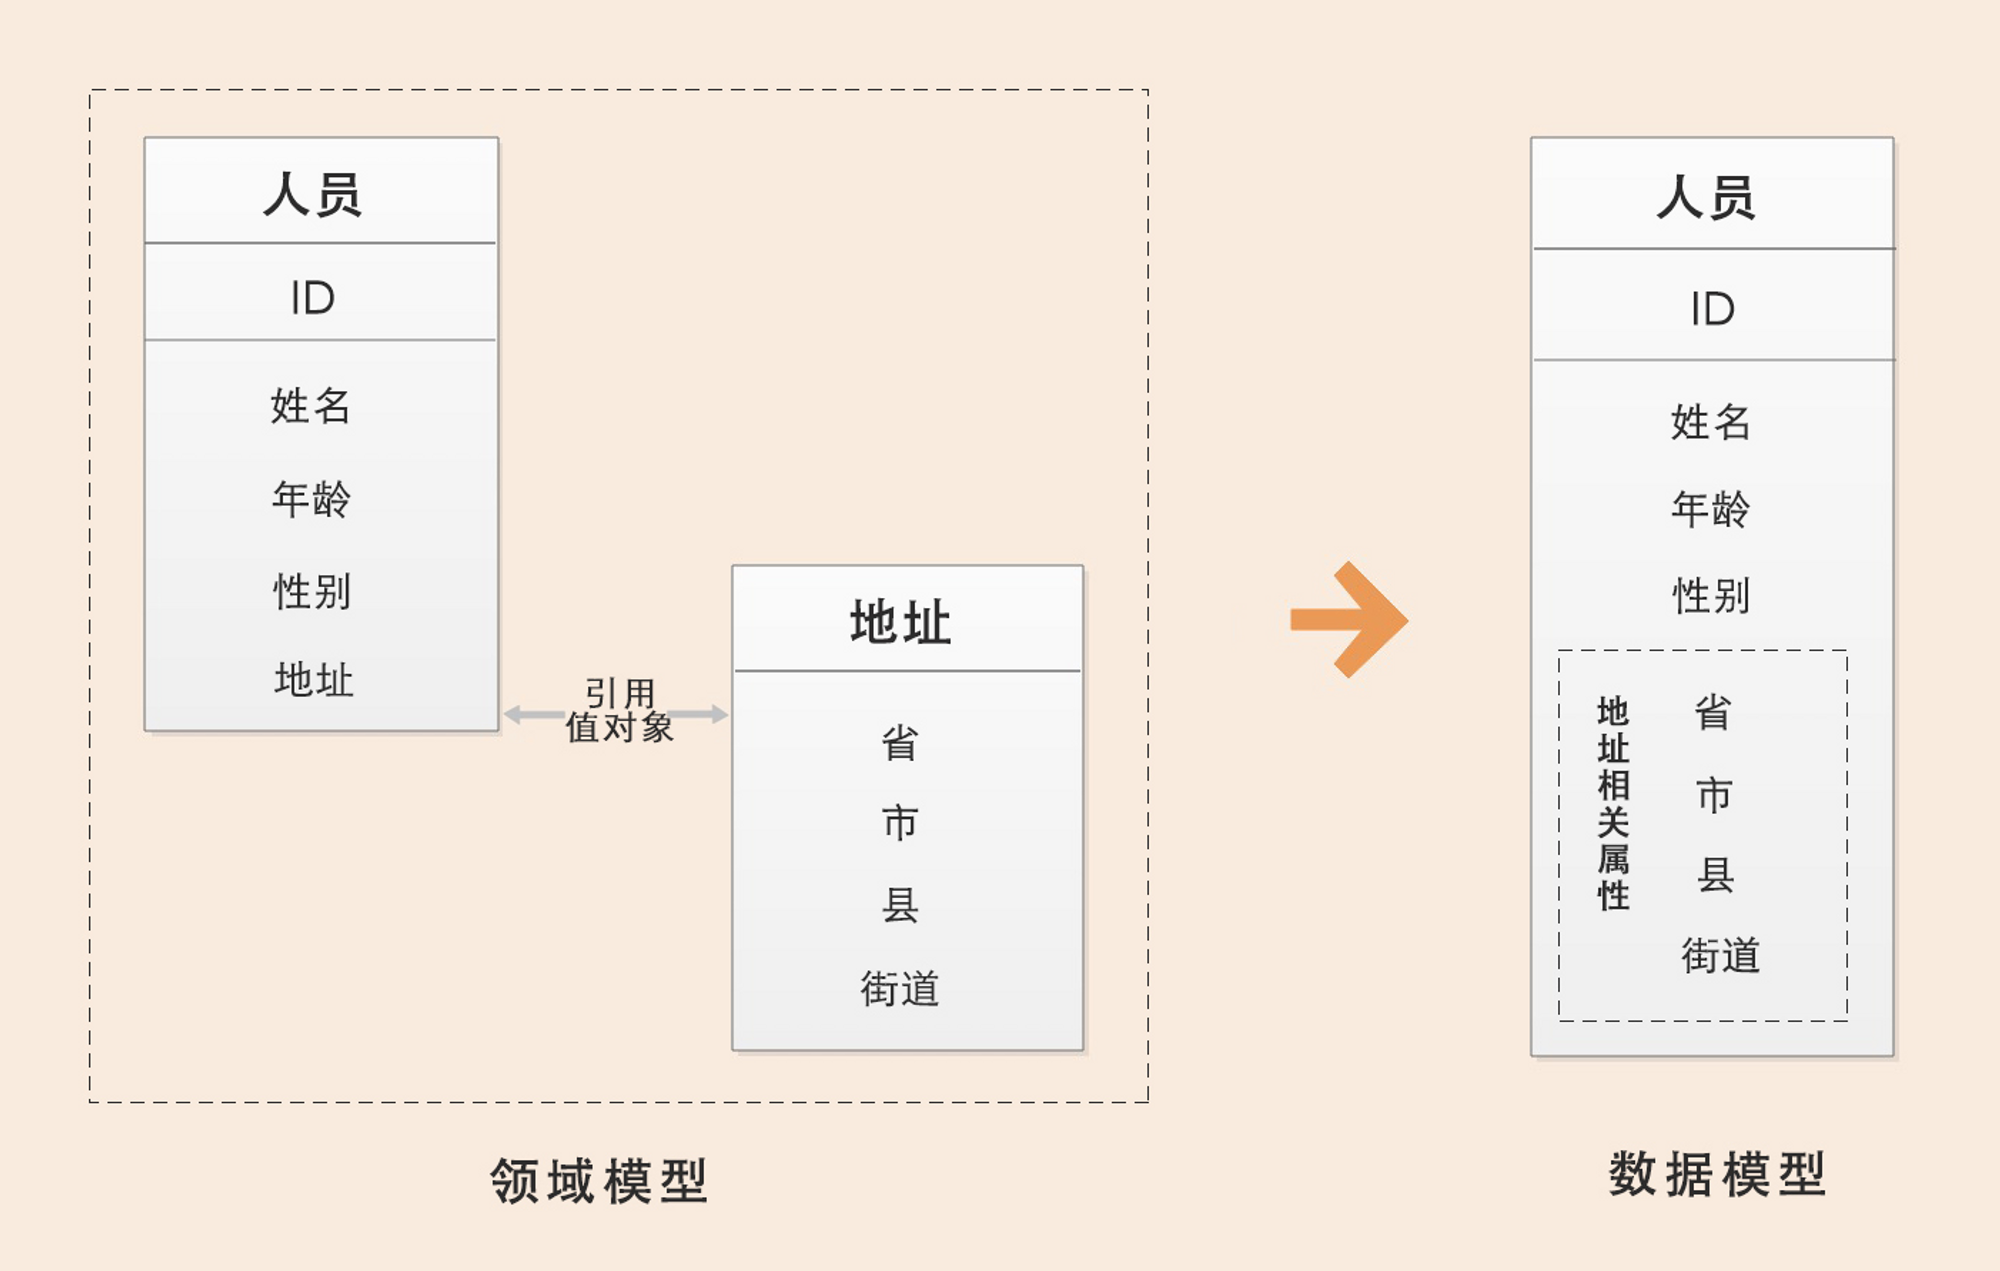 人员
ID
姓名
年龄
性别
地址
引用
值对象
地址
省
市
县
街道
领域模型
人员
ID
姓名
年龄
性别
地址相关属性
省
市
县
街道
数据模型